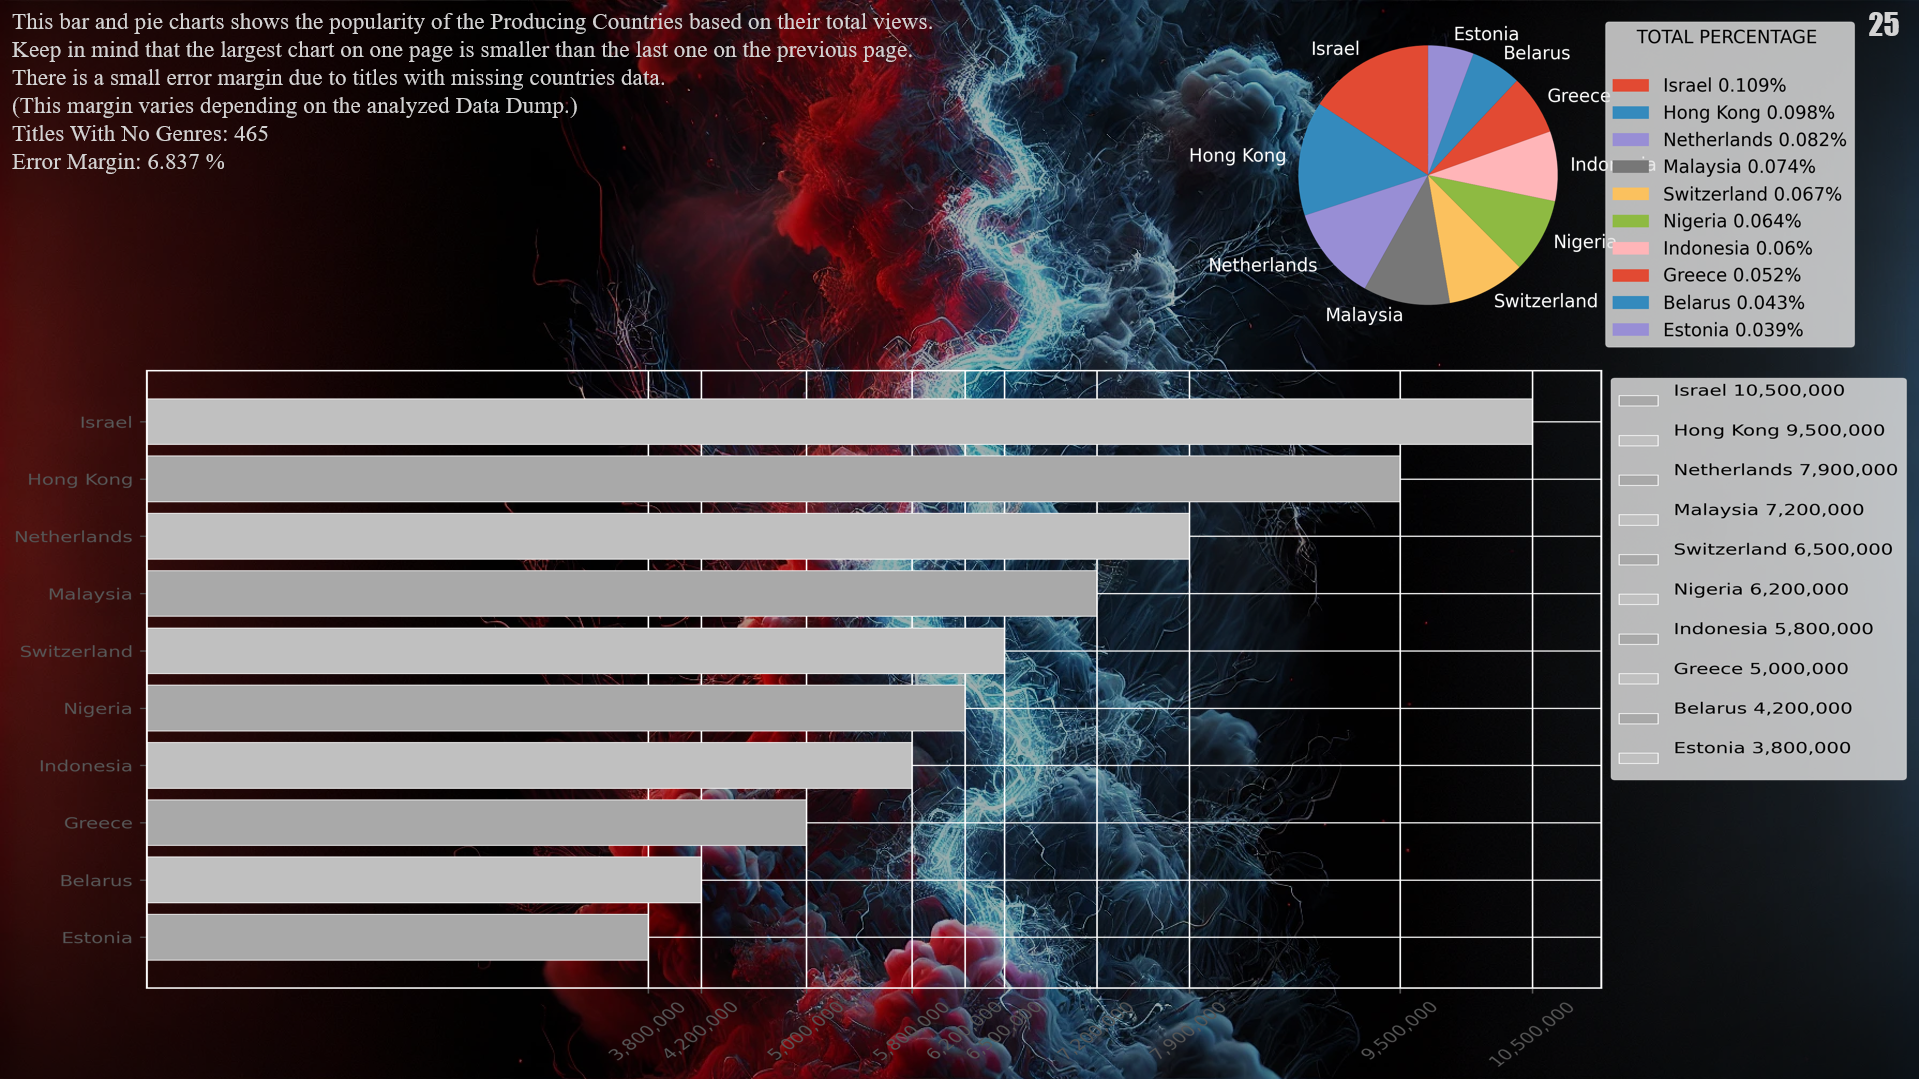 This bar and pie charts shows the popularity of the Producing Countries based on their total views.
Keep in mind that the largest chart on one page is smaller than the last one on the previous page.
There is a small error margin due to titles with missing countries data.
(This margin varies depending on the analyzed Data Dump.)
Titles With No Genres: 465
Error Margin: 6.837 %
25
Estonia
Belarus
Israel
Greece
Hong Kong
Nigeria
Netherlands
Switzerland
Malaysia
TOTAL PERCENTAGE
Israel 0.109%
Hong Kong 0.098%
Netherlands 0.082%
Malaysia 0.074%
Switzerland 0.067%
Nigeria 0.064%
Indonesia 0.06%
Greece 0.052%
Belarus 0.043%
Estonia 0.039%
Israel
Hong Kong
Netherlands
Malaysia
Switzerland
Nigeria
Indonesia
Greece
Belarus
Estonia
Israel 10,500,000
Hong Kong 9,500,000
Netherlands 7,900,000
Malaysia 7,200,000
Switzerland 6,500,000
Nigeria 6,200,000
Indonesia 5,800,000
Greece 5,000,000
Belarus 4,200,000
Estonia 3,800,000
3,800,000
4,200,000
5,000,000
5,800,000
7,900,000
9,500,000
10,500,000